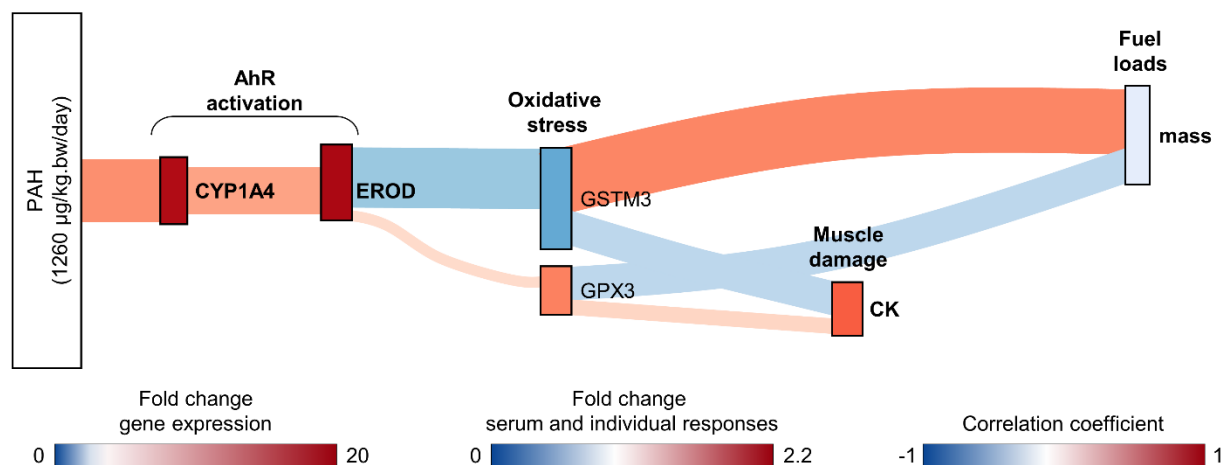 PAH
(1260 µg/kg.bw/day)
AhR
activation
CYP1A4
EROD
Oxidative
stress
GSTM3
GPX3
Muscle
damage
CK
Fuel
loads
mass
Fold change
gene expression
0
20
Fold change
serum and individual responses
0
2.2
Correlation coefficient
-1
1